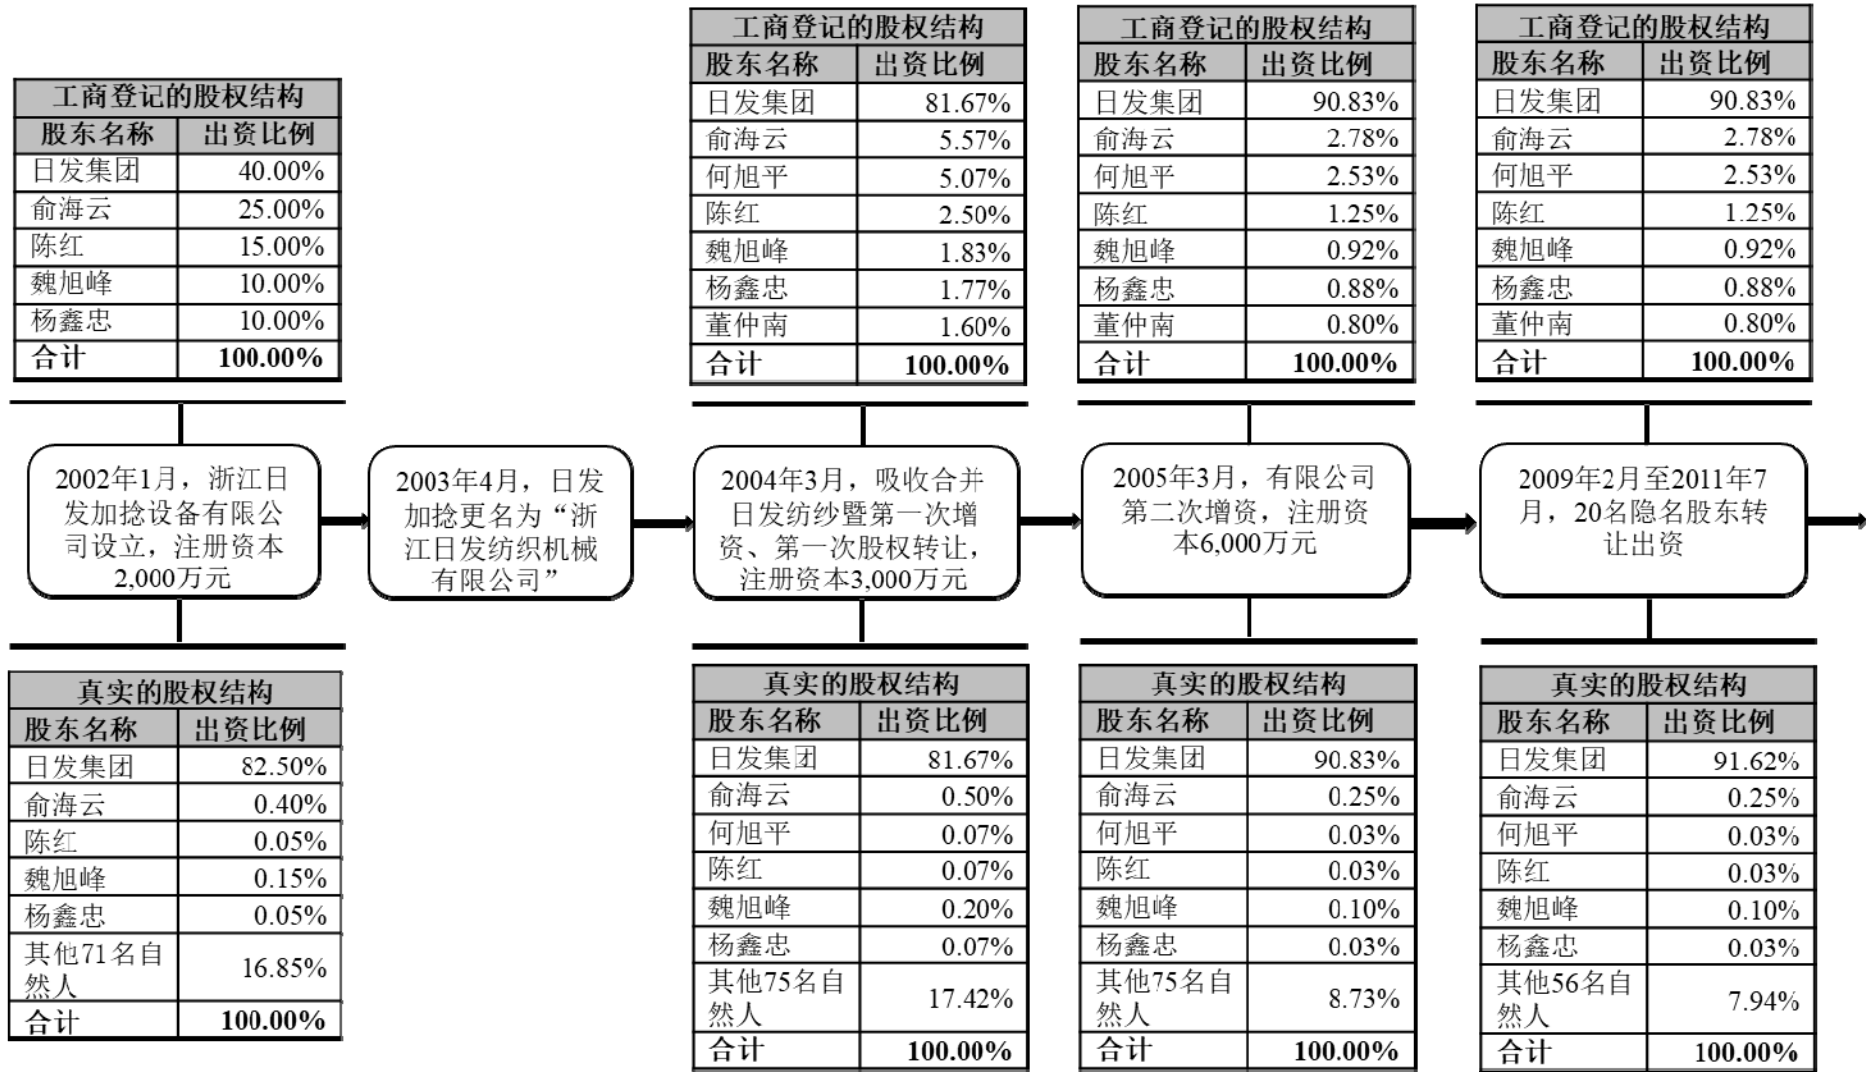 工商登记的股权结构
股东名称 出资比例
日发集团 40.00%
俞海云 25.00%
陈红 15.00%
魏旭峰 10.00%
杨鑫忠 10.00%
合计 100.00%
工商登记的股权结构
股东名称 出资比例
日发集团 81.67%
俞海云 5.57%
何旭平 5.07%
陈红 2.50%
魏旭峰 1.83%
杨鑫忠 1.77%
董仲南 1.60%
合计 100.00%
工商登记的股权结构
股东名称 出资比例
日发集团 90.83%
俞海云 2.78%
何旭平 2.53%
陈红 1.25%
魏旭峰 0.92%
杨鑫忠 0.88%
董仲南 0.80%
合计 100.00%
工商登记的股权结构
股东名称 出资比例
日发集团 90.83%
俞海云 2.78%
何旭平 2.53%
陈红 1.25%
魏旭峰 0.92%
杨鑫忠 0.88%
董仲南 0.80%
合计 100.00%
2002年1月，浙江日
发加捻设备有限公
司设立，注册资本
2,000万元
2003年4月，日发
加捻更名为“浙
江日发纺织机械
有限公司”
2004年3月，吸收合并
日发纺纱暨第一次增
资、第一次股权转让，
注册资本3,000万元
2005年3月，有限公司
第二次增资，注册资
本6,000万元
2009年2月至2011年7
月，20名隐名股东转
让出资
真实的股权结构
股东名称 出资比例
日发集团 82.50%
俞海云 0.40%
陈红 0.05%
魏旭峰 0.15%
杨鑫忠 0.05%
其他71名自
然人 16.85%
合计 100.00%
真实的股权结构
股东名称 出资比例
日发集团 81.67%
俞海云 0.50%
何旭平 0.07%
陈红 0.07%
魏旭峰 0.20%
杨鑫忠 0.07%
其他75名自
然人 17.42%
合计 100.00%
真实的股权结构
股东名称 出资比例
日发集团 90.83%
俞海云 0.25%
何旭平 0.03%
陈红 0.03%
魏旭峰 0.10%
杨鑫忠 0.03%
其他75名自
然人 8.73%
合计 100.00%
真实的股权结构
股东名称 出资比例
日发集团 91.62%
俞海云 0.25%
何旭平 0.03%
陈红 0.03%
魏旭峰 0.10%
杨鑫忠 0.03%
其他56名自
然人 7.94%
合计 100.00%